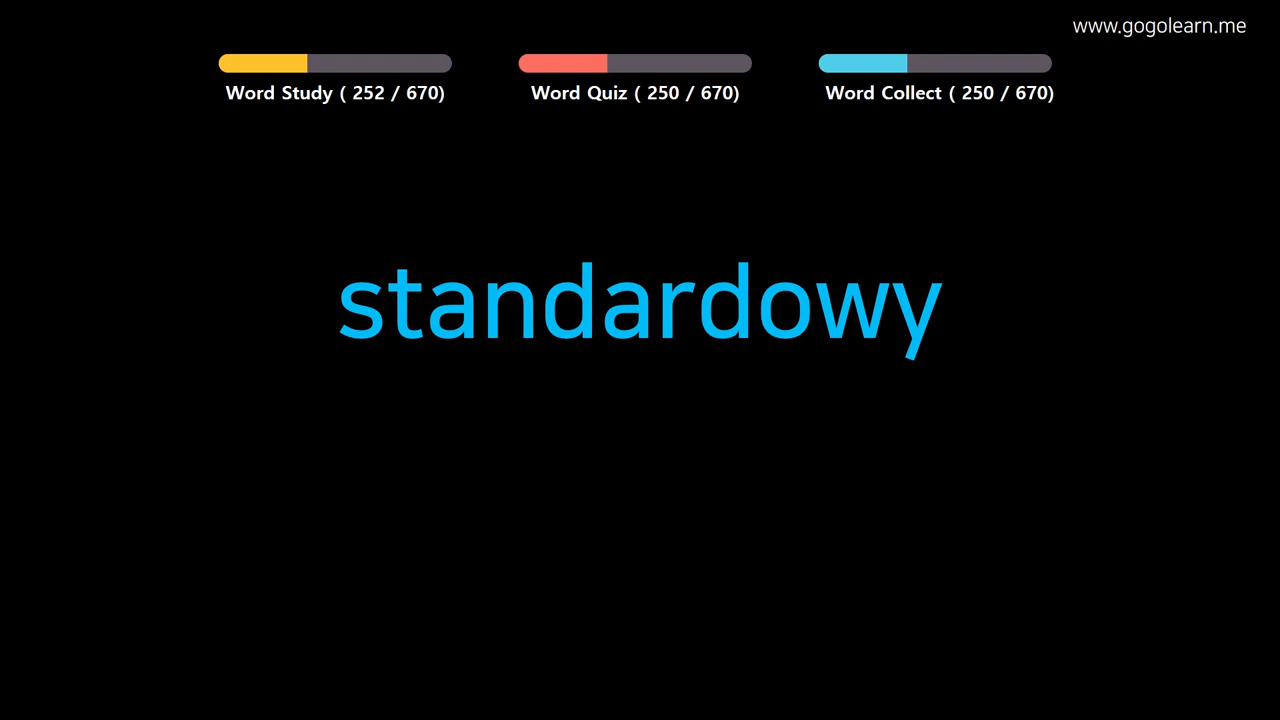 www.gogolearn.me
Word Study ( 252 / 670)
Word Quiz ( 250 / 670)
Word Collect ( 250 / 670)
standardowy